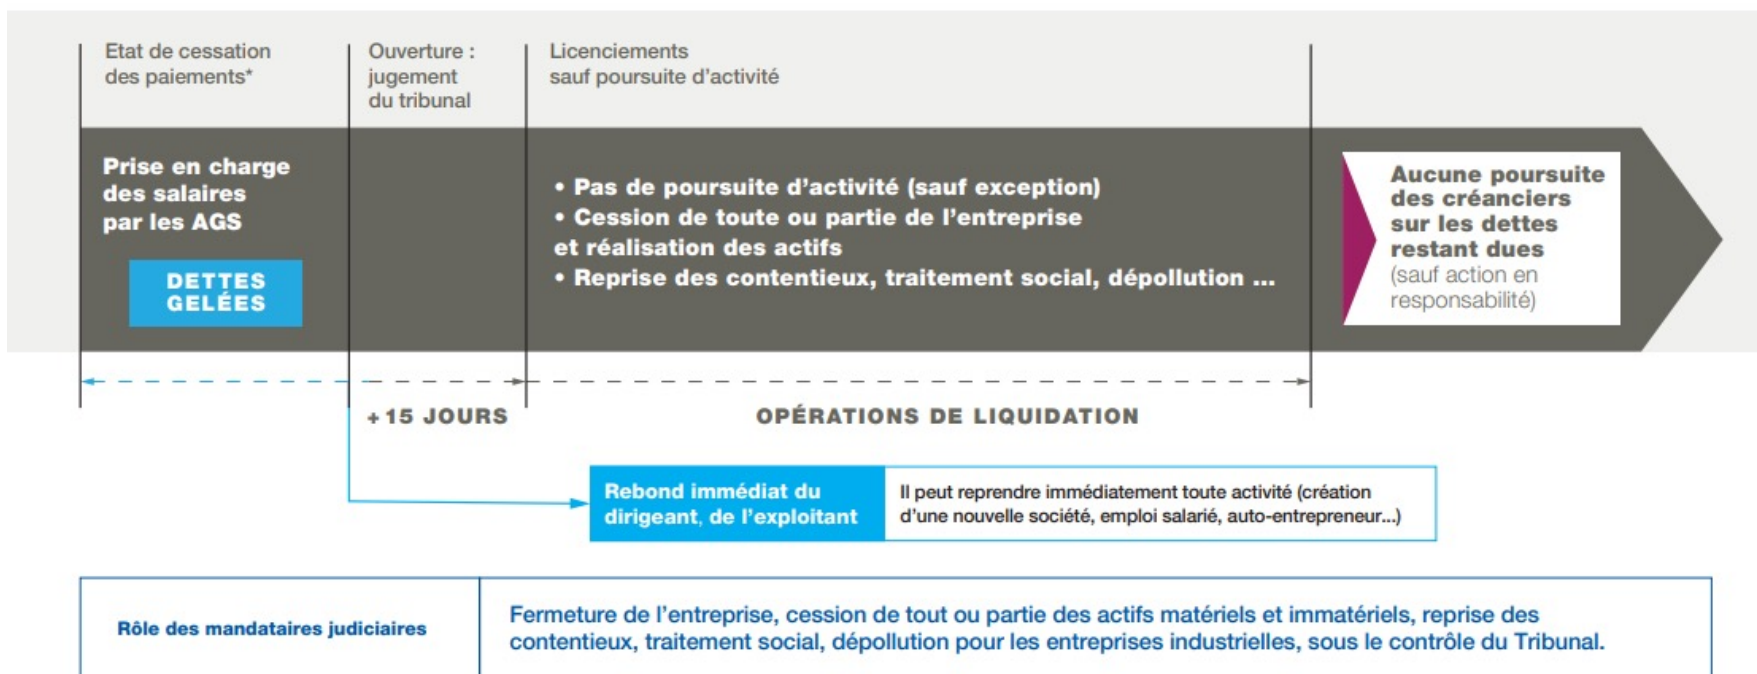 Etat de cessation
des paiements*
Ouverture :
jugement
du tribunal
Licenciements
sauf poursuite d'activité
Prise en charge
des salaires
par les AGS
DETTES
GELÉES
• Pas de poursuite d'activité (sauf exception)
• Cession de toute ou partie de l'entreprise
et réalisation des actifs
• Reprise des contentieux, traitement social, dépollution ...
Aucune poursuite
des créanciers
sur les dettes
restant dues
(sauf action en
responsabilité)
+ 15 JOURS
OPÉRATIONS DE LIQUIDATION
Rebond immédiat du
dirigeant, de l'exploitant
Il peut reprendre immédiatement toute activité (création
d'une nouvelle société, emploi salarié, auto-entrepreneur...)
Rôle des mandataires judiciaires
Fermeture de l'entreprise, cession de tout ou partie des actifs matériels et immatériels, reprise des
contentieux, traitement social, dépollution pour les entreprises industrielles, sous le contrôle du Tribunal.